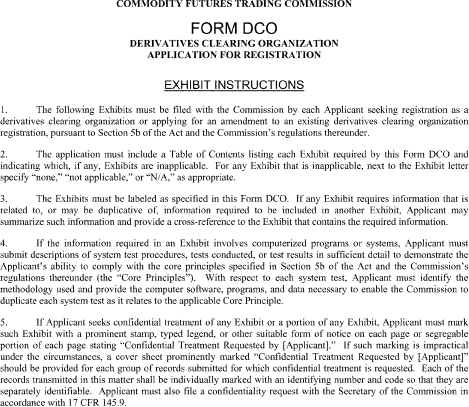 COMMODITY FUTURES TRADING COMMISSION
FORM DCO
DERIVATIVES CLEARING ORGANIZATION
APPLICATION FOR REGISTRATION
EXHIBIT INSTRUCTIONS
1. The following Exhibits must be filed with the Commission by each Applicant seeking registration as a
derivatives clearing organization or applying for an amendment to an existing derivatives clearing organization
registration, pursuant to Section 5b of the Act and the Commission's regulations thereunder.
2. The application must include a Table of Contents listing each Exhibit required by this Form DCO and
indicating which, if any, Exhibits are inapplicable. For any Exhibit that is inapplicable, next to the Exhibit letter
specify “none,” “not applicable,” or “N/A,” as appropriate.
3. The Exhibits must be labeled as specified in this Form DCO. If any Exhibit requires information that is
related to, or may be duplicative of, information required to be included in another Exhibit, Applicant may
summarize such information and provide a cross-reference to the Exhibit that contains the required information.
4. If the information required in an Exhibit involves computerized programs or systems, Applicant must
submit descriptions of system test procedures, tests conducted, or test results in sufficient detail to demonstrate the
Applicant's ability to comply with the core principles specified in Section 5b of the Act and the Commission's
regulations thereunder (the “Core Principles”). With respect to each system test, Applicant must identify the
methodology used and provide the computer software, programs, and data necessary to enable the Commission to
duplicate each system test as it relates to the applicable Core Principle.
5. If Applicant seeks confidential treatment of any Exhibit or a portion of any Exhibit, Applicant must mark
such Exhibit with a prominent stamp, typed legend, or other suitable form of notice on each page or segregable
portion of each page stating “Confidential Treatment Requested by [Applicant].” If such marking is impractical
under the circumstances, a cover sheet prominently marked “Confidential Treatment Requested by [Applicant]”
should be provided for each group of records submitted for which confidential treatment is requested. Each of the
records transmitted in this matter shall be individually marked with an identifying number and code so that they are
separately identifiable. Applicant must also file a confidentiality request with the Secretary of the Commission in
accordance with 17 CFR 145.9.